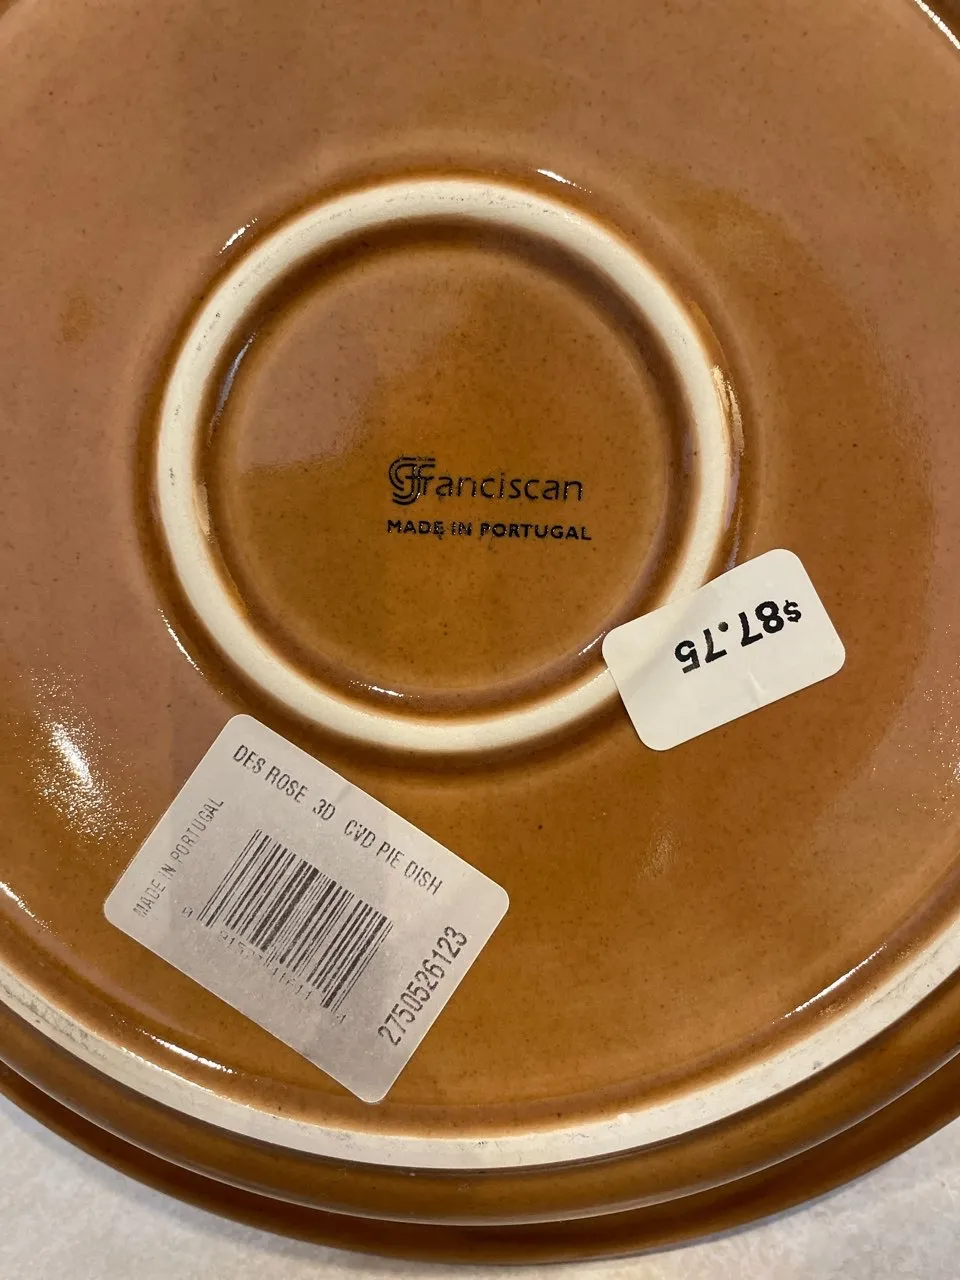 Franciscan
MADE IN PORTUGAL
$87.75
DES ROSE 3D CVD PIE DISH
MADE IN PORTUGAL
2750526123